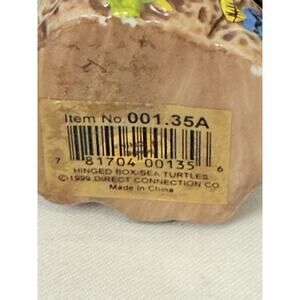 Item No. 001.35A
7 81704 00135 6
HINGED BOX/SEA TURTLES
©1999 DIRECT CONNECTION CO.
Made In China